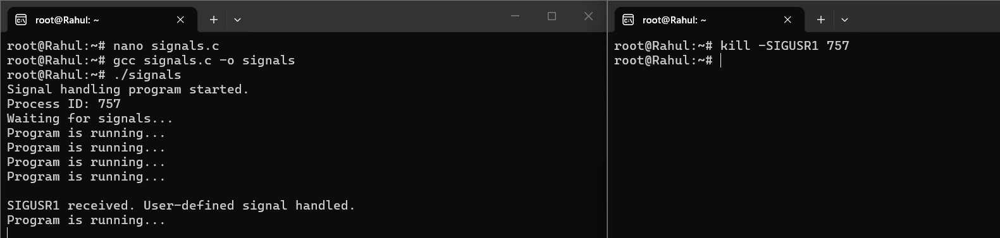 root@Rahul: ~
root@Rahul:~# nano signals.c
root@Rahul:~# gcc signals.c -o signals
root@Rahul:~# ./signals
Signal handling program started.
Process ID: 757
Waiting for signals...
Program is running...
Program is running...
Program is running...
Program is running...

SIGUSR1 received. User-defined signal handled.
Program is running...
root@Rahul: ~
root@Rahul:~# kill -SIGUSR1 757
root@Rahul:~#